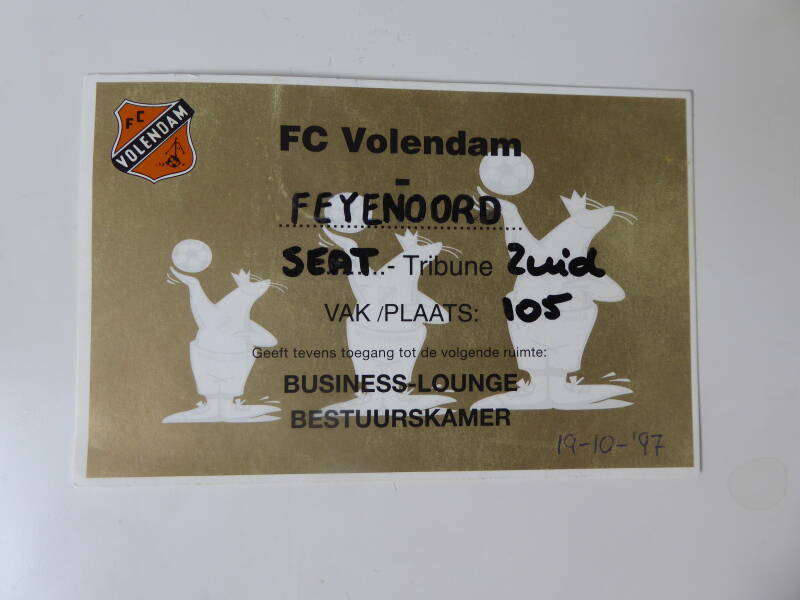 FC
VOLENDAM
FC Volendam
-
FEYENOORD
SEAT...- Tribune Zuid
VAK /PLAATS: 105
Geeft tevens toegang tot de volgende ruimte:
BUSINESS-LOUNGE
BESTUURSKAMER
19-10-'97